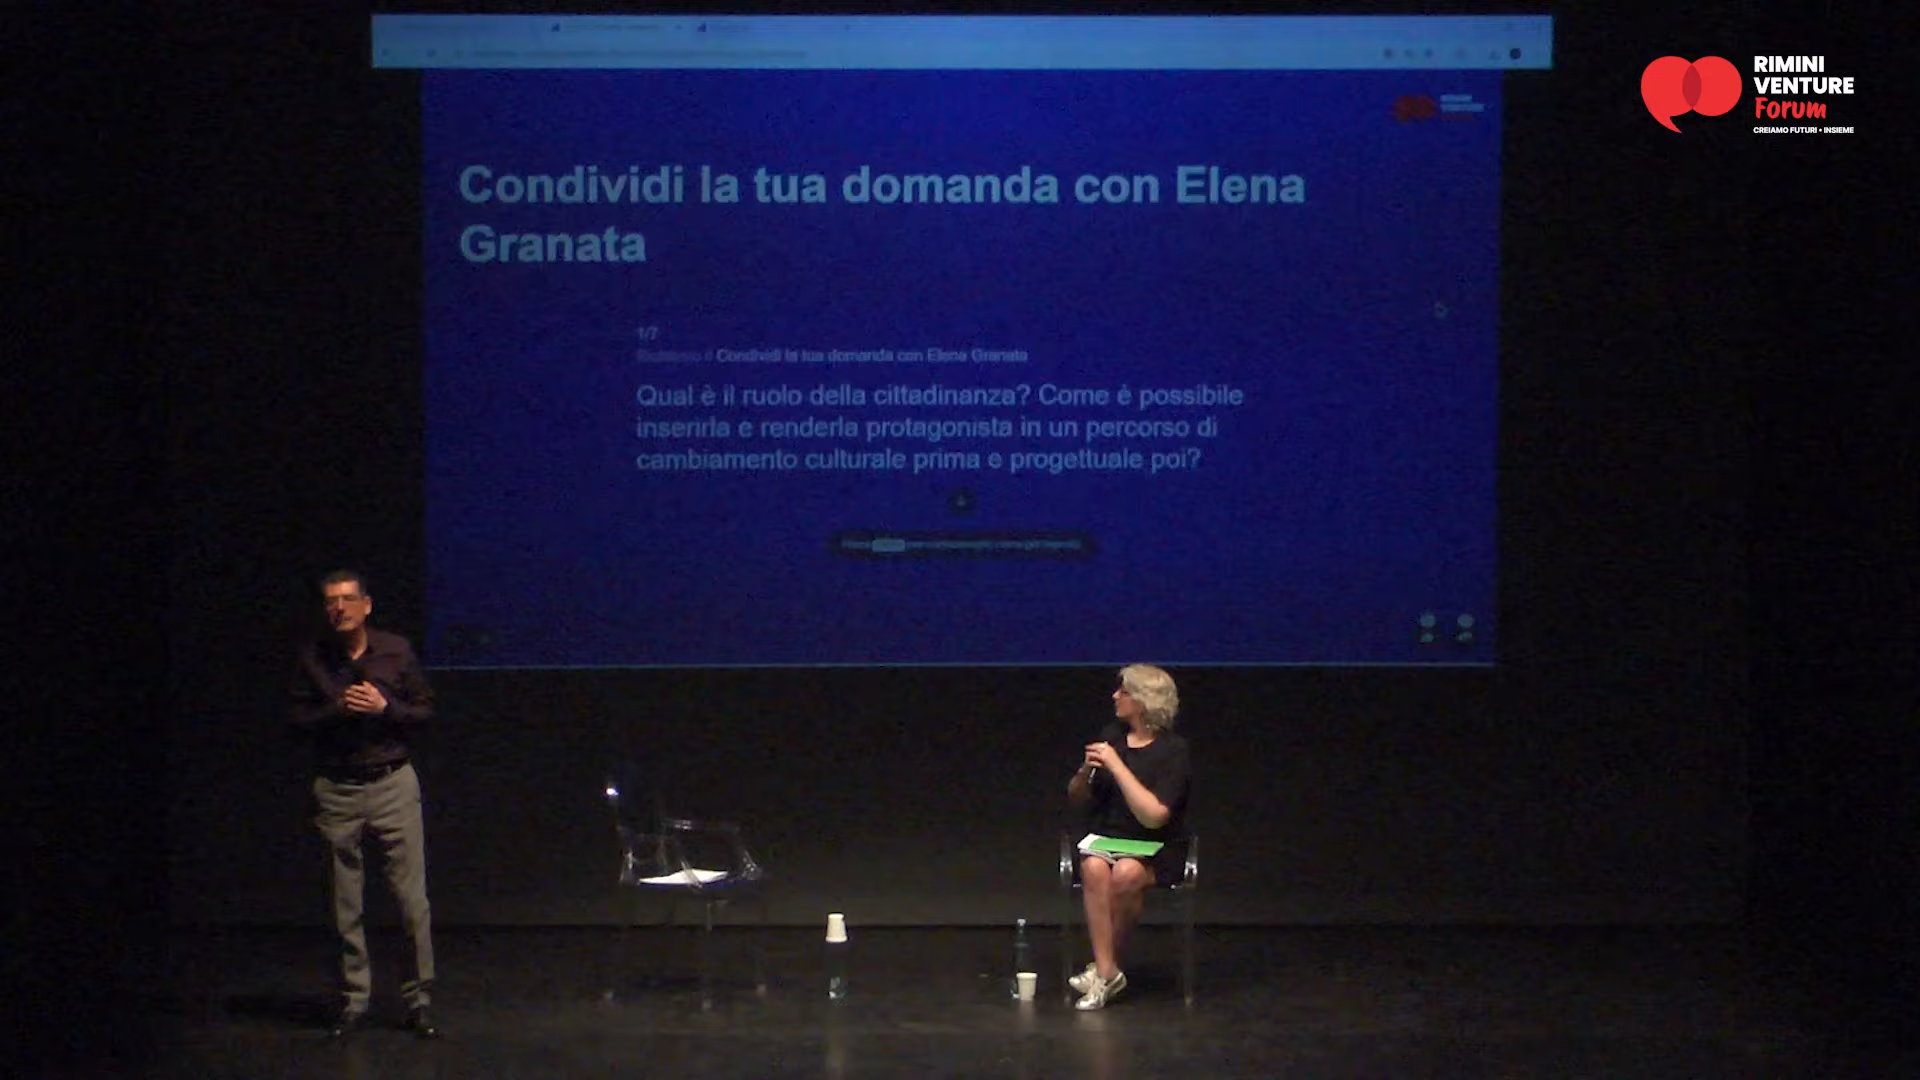 RIMINI
VENTURE
Forum
CREIAMO FUTURI • INSIEME
Condividi la tua domanda con Elena
Granata
1/7
Condividi la tua domanda con Elena Granata
Qual è il ruolo della cittadinanza? Come è possibile
inserirla e renderla protagonista in un percorso di
cambiamento culturale prima e progettuale poi?